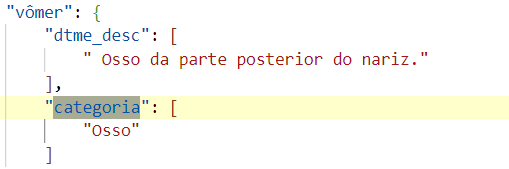 "vômer": {
"dtme_desc": [
" Osso da parte posterior do nariz."
],
"categoria": [
"Osso"
]